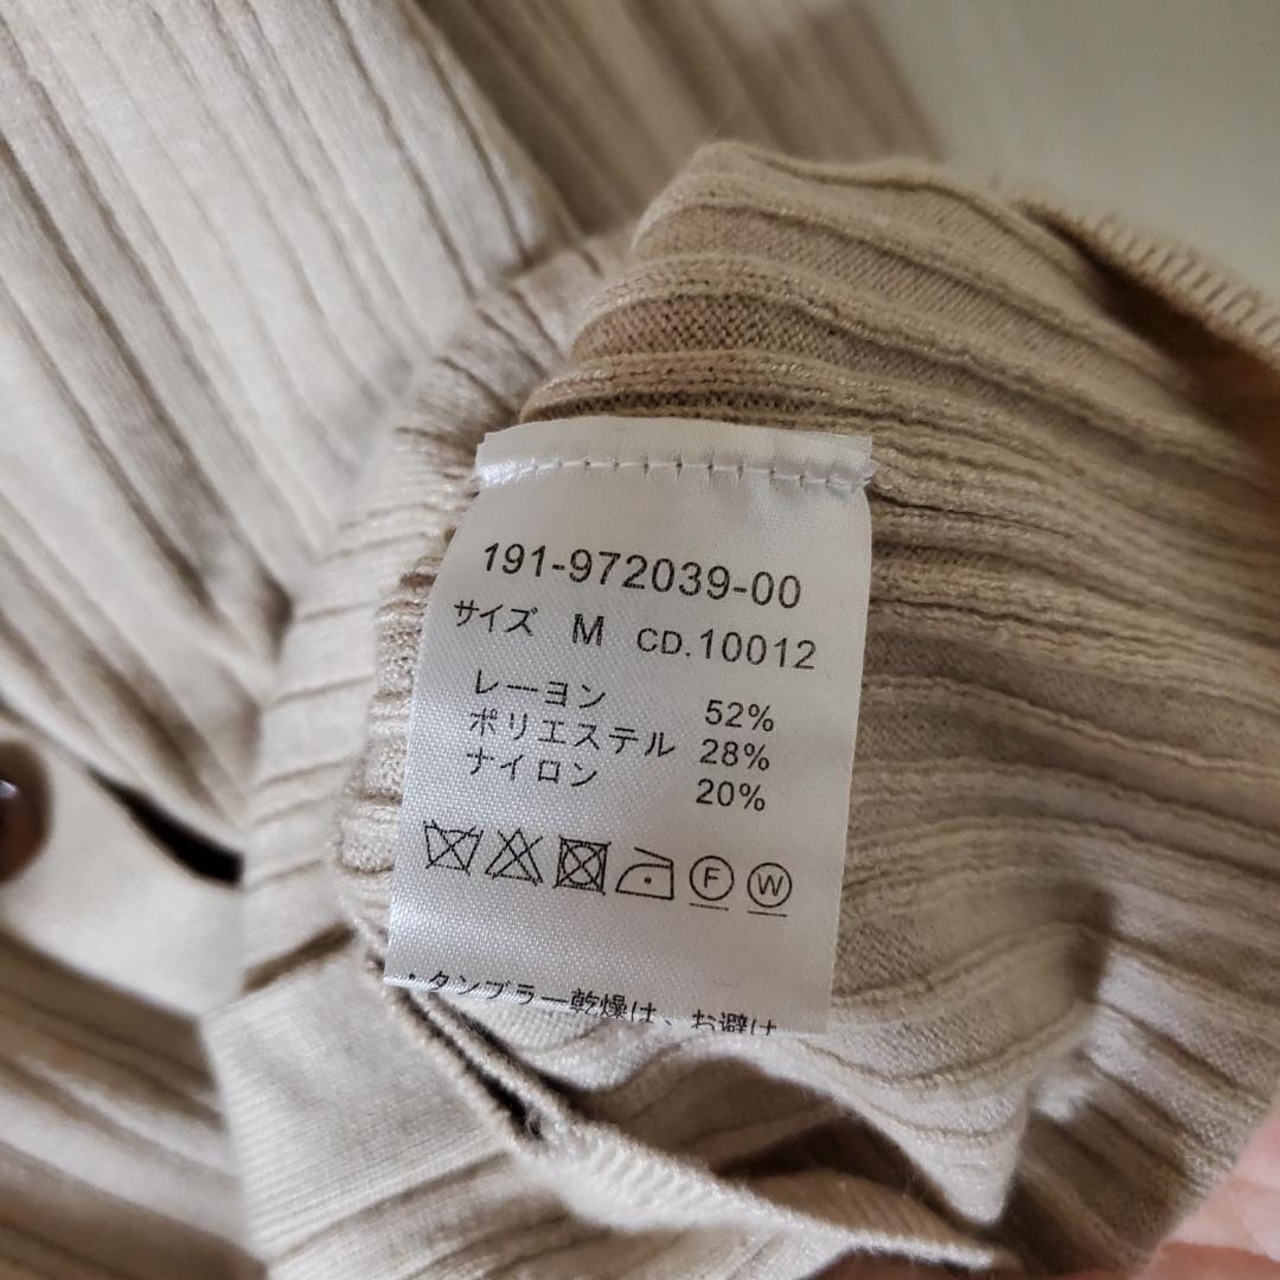 191-972039-00
サイズ M CD.10012
レーヨン 52%
ポリエステル 28%
ナイロン 20%
F W
・タンブラー乾燥は、お避け